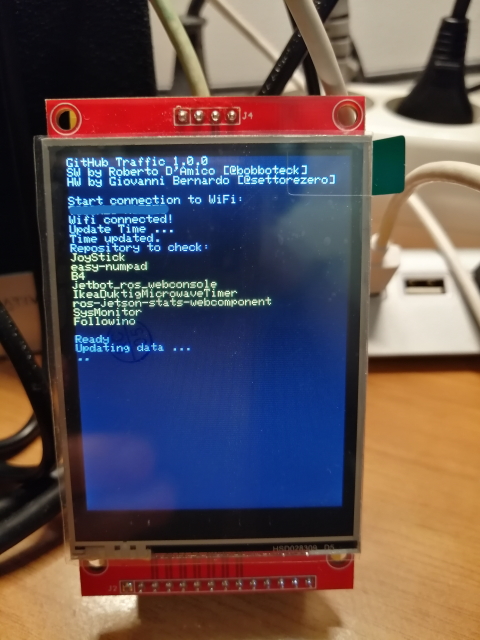 J4
GitHub Traffic 1.0.0
SW by Roberto D'Amico [@bobboteck]
HW by Giovanni Bernardo [@settorezero]
Start connection to WiFi:
Wifi connected!
Update Time ...
Time updated.
Repository to check:
JoyStick
easy-numpad
B4
jetbot_ros_webconsole
IkeaDuktigMicrowaveTimer
ros-jetson-stats-webcomponent
SysMonitor
Followino
Ready
Updating data ...
..